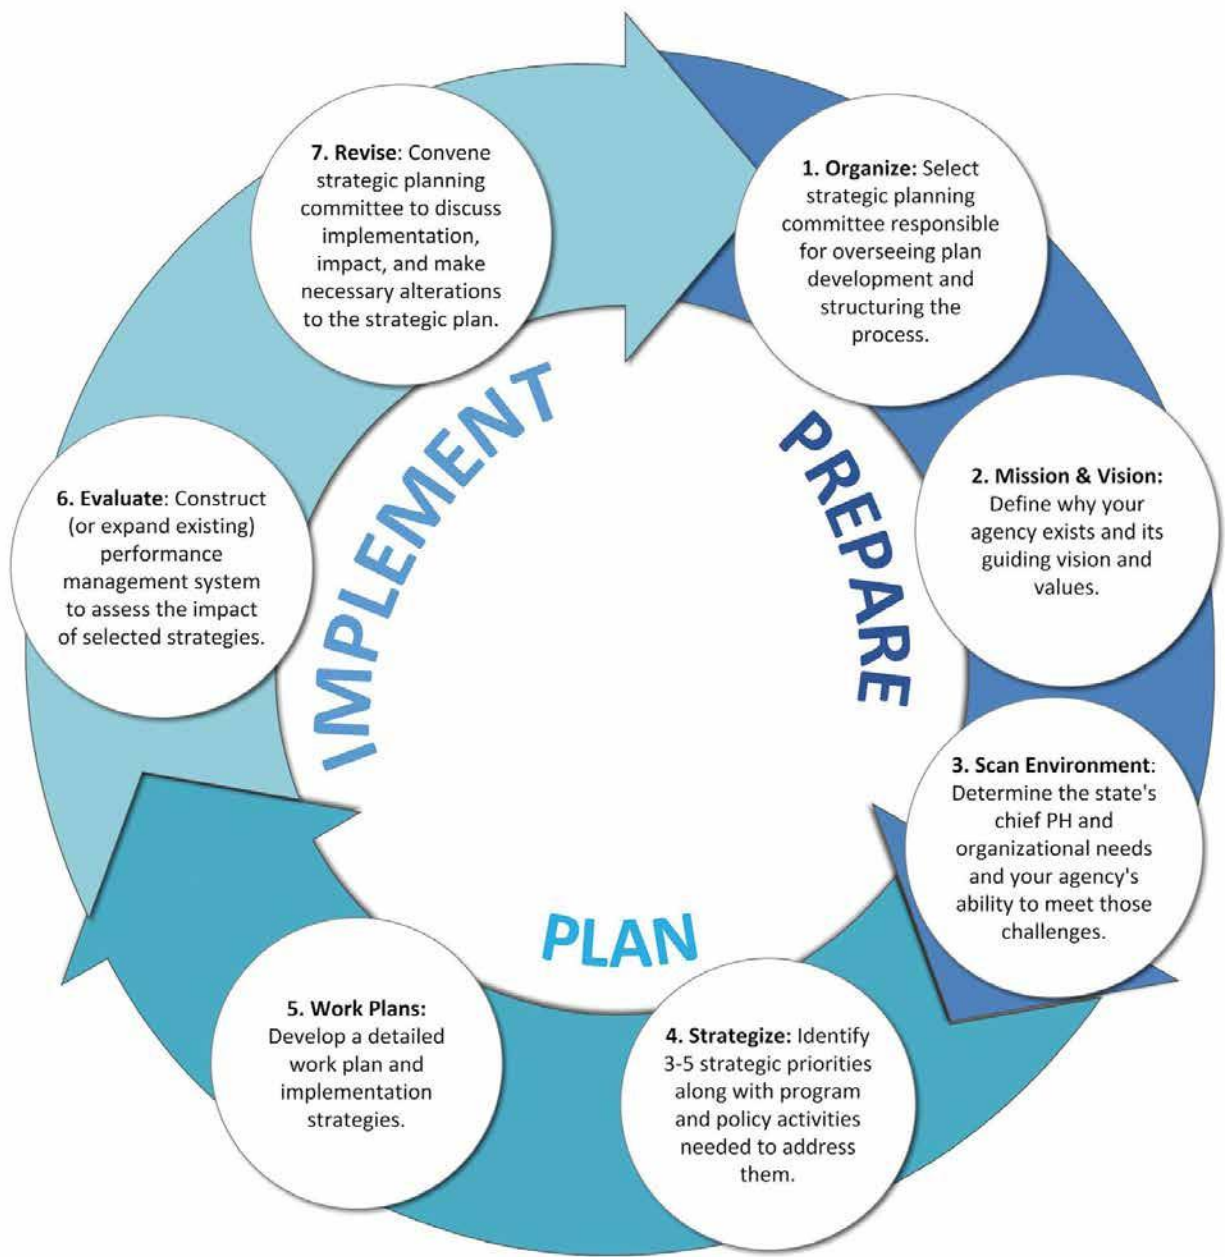 1. Organize: Select
strategic planning
committee responsible
for overseeing plan
development and
structuring the
process.
2. Mission & Vision:
Define why your
agency exists and its
guiding vision and
values.
3. Scan Environment:
Determine the state's
chief PH and
organizational needs
and your agency's
ability to meet those
challenges.
4. Strategize: Identify
3-5 strategic priorities
along with program
and policy activities
needed to address
them.
5. Work Plans:
Develop a detailed
work plan and
implementation
strategies.
6. Evaluate: Construct
(or expand existing)
performance
management system
to assess the impact
of selected strategies.
7. Revise: Convene
strategic planning
committee to discuss
implementation,
impact, and make
necessary alterations
to the strategic plan.
PREPARE
PLAN
IMPLEMENT